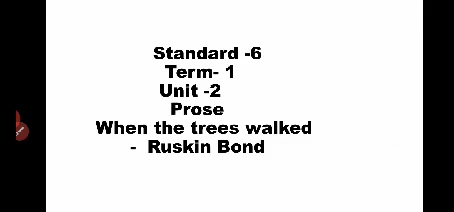 Standard -6
Term- 1
Unit -2
Prose
When the trees walked
- Ruskin Bond